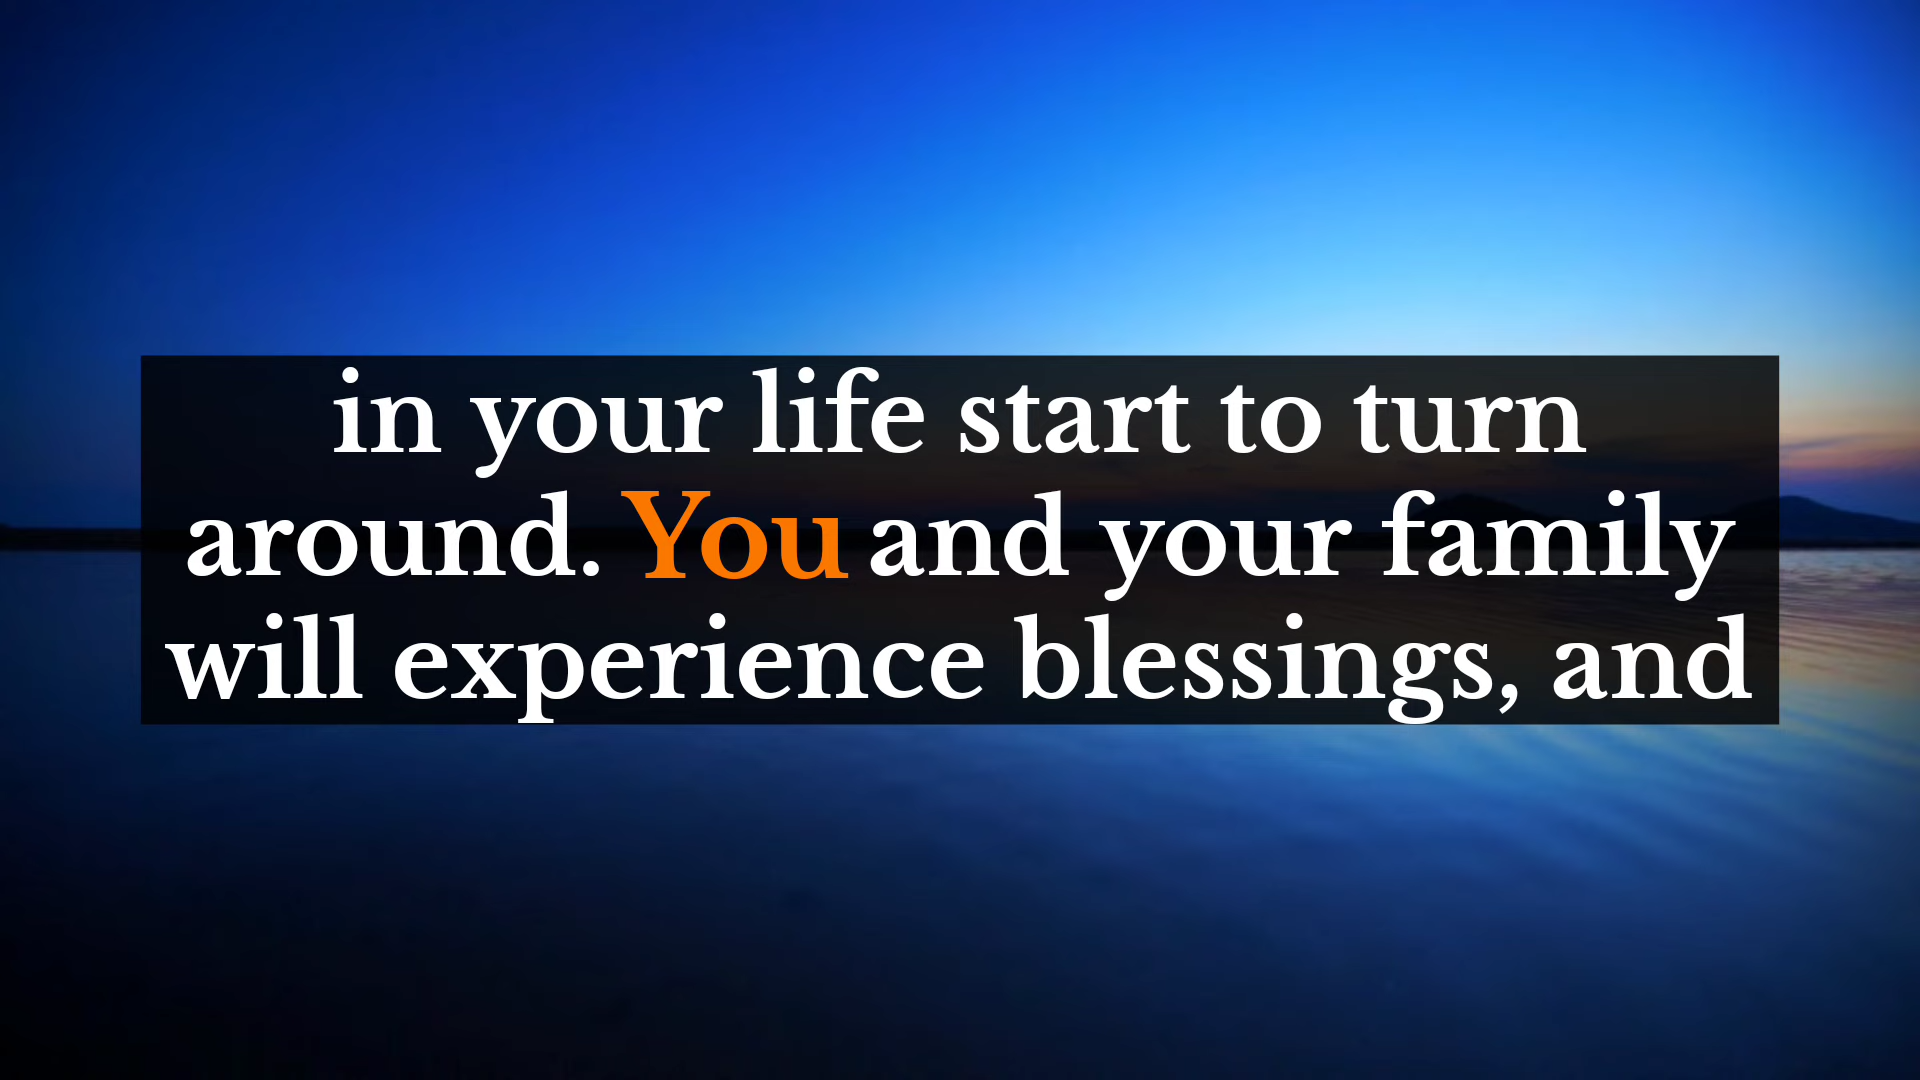 in your life start to turn
around. You and your family
will experience blessings, and